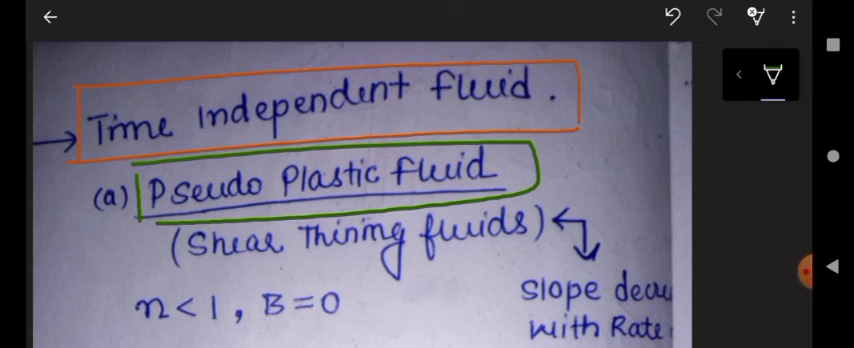 → Time independent fluid.
(a) Pseudo Plastic fluid
(Shear Thining fluids)
n<1, B=0
Slope
with Rate